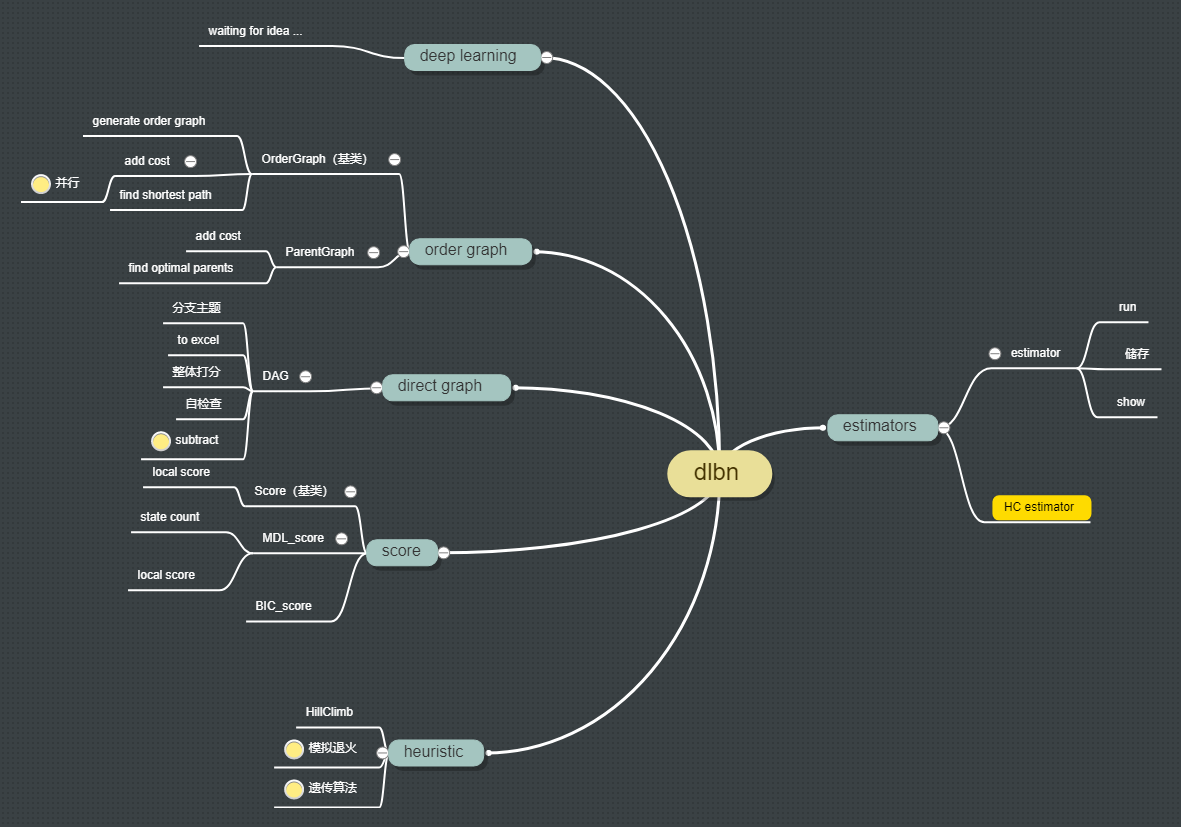 waiting for idea ...
deep learning
generate order graph
OrderGraph（基类）
add cost
并行
find shortest path
order graph
add cost
ParentGraph
find optimal parents
分支主题
to excel
DAG
整体打分
自检查
subtract
direct graph
local score
Score（基类）
state count
MDL_score
local score
BIC_score
score
HillClimb
模拟退火
遗传算法
heuristic
dlbn
estimators
estimator
run
储存
show
HC estimator